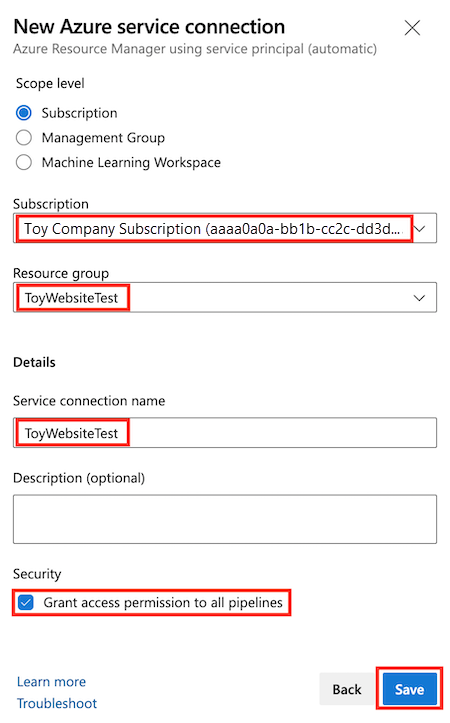 New Azure service connection
Azure Resource Manager using service principal (automatic)
Scope level
Subscription
Management Group
Machine Learning Workspace
Subscription
Toy Company Subscription (aaaa0a0a-bb1b-cc2c-dd3d...
Resource group
ToyWebsiteTest
Details
Service connection name
ToyWebsiteTest
Description (optional)
Security
Grant access permission to all pipelines
Learn more
Troubleshoot
Back
Save